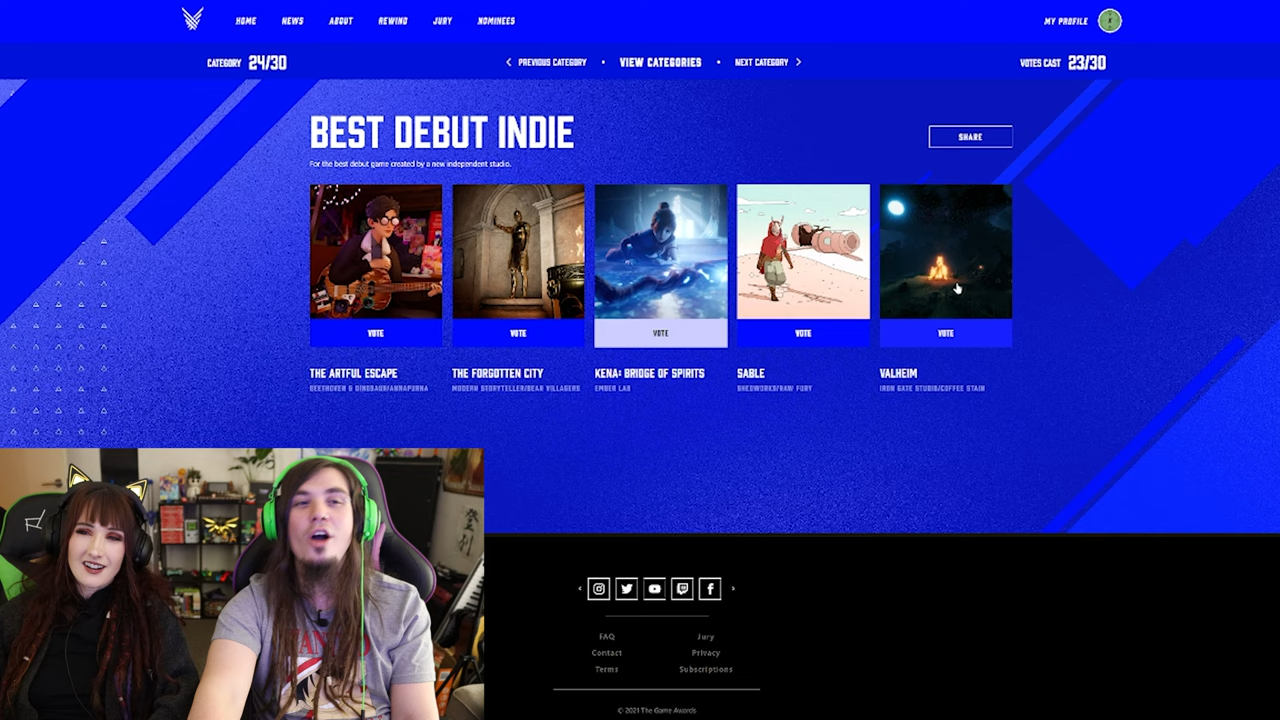 HOME NEWS ABOUT REWIND JURY NOMINEES MY PROFILE
CATEGORY 24/30 PREVIOUS CATEGORY • VIEW CATEGORIES • NEXT CATEGORY VOTES CAST 23/30
BEST DEBUT INDIE
SHARE
For the best debut game created by a new independent studio.
VOTE VOTE VOTE VOTE VOTE
THE ARTFUL ESCAPE THE FORGOTTEN CITY KENA: BRIDGE OF SPIRITS SABLE VALHEIM
BEETHOVEN & DINOSAUR/ANNAPURNA MODERN STORYTELLER/DEAR VILLAGERS EMBER LAB SHEDWORKS/RAW FURY IRON GATE STUDIO/COFFEE STAIN
FAQ Jury
Contact Privacy
Terms Subscriptions
© 2021 The Game Awards